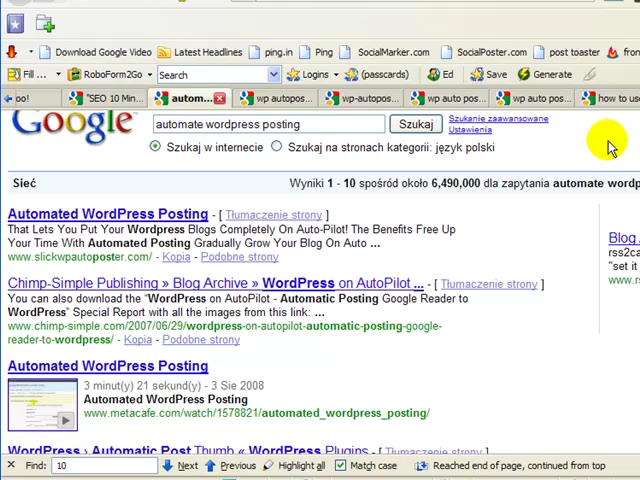 Download Google Video Latest Headlines ping.in Ping SocialMarker.com SocialPoster.com post toaster fron
Fill ... RoboForm2Go Search Logins (passcards) Ed Save Generate
oo! "SEO 10 Min... autom... wp autopos... wp-autopos... wp auto pos... wp auto pos... how to use
Google automate wordpress posting Szukaj Szukanie zaawansowane
Ustawienia
Szukaj w internecie Szukaj na stronach kategorii: język polski
Sieć Wyniki 1 - 10 spośród około 6,490,000 dla zapytania automate wordp
Automated WordPress Posting - [ Tłumaczenie strony ]
That Lets You Put Your Wordpress Blogs Completely On Auto-Pilot! The Benefits Free Up
Your Time With Automated Posting Gradually Grow Your Blog On Auto ...
www.slickwpautoposter.com/ - Kopia - Podobne strony
Blog
rss2ca
"set it
www.r
Chimp-Simple Publishing » Blog Archive » WordPress on AutoPilot ... - [ Tłumaczenie strony ]
You can also download the "WordPress on AutoPilot - Automatic Posting Google Reader to
WordPress" Special Report with all the images from this link: ...
www.chimp-simple.com/2007/06/29/wordpress-on-autopilot-automatic-posting-google-
reader-to-wordpress/ - Kopia - Podobne strony
Automated WordPress Posting
3 minut(y) 21 sekund(y) - 3 Sie 2008
Automated WordPress Posting
www.metacafe.com/watch/1578821/automated_wordpress_posting/
WordPress › Automatic Post Thumb « WordPress Plugins - [ Tłumaczenie strony ]
Find: 10 Next Previous Highlight all Match case Reached end of page, continued from top